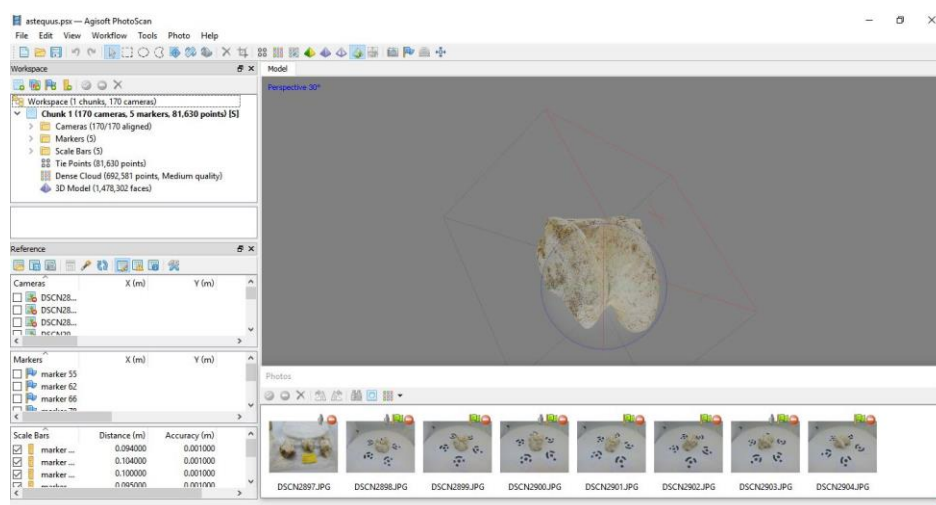 astequus.psx — Agisoft PhotoScan
File Edit View Workflow Tools Photo Help
Workspace
Workspace (1 chunks, 170 cameras)
Chunk 1 (170 cameras, 5 markers, 81,630 points) [S]
Cameras (170/170 aligned)
Markers (5)
Scale Bars (5)
Tie Points (81,630 points)
Dense Cloud (692,581 points, Medium quality)
3D Model (1,478,302 faces)
Model
Perspective 30°
Reference
Cameras X (m) Y (m)
DSCN28...
DSCN28...
DSCN28...
Markers X (m) Y (m)
marker 55
marker 62
marker 66
Scale Bars Distance (m) Accuracy (m)
marker ... 0.094000 0.001000
marker ... 0.104000 0.001000
marker ... 0.100000 0.001000
marker ... 0.095000 0.001000
Photos
DSCN2897.JPG DSCN2898.JPG DSCN2899.JPG DSCN2900.JPG DSCN2901.JPG DSCN2902.JPG DSCN2903.JPG DSCN2904.JPG